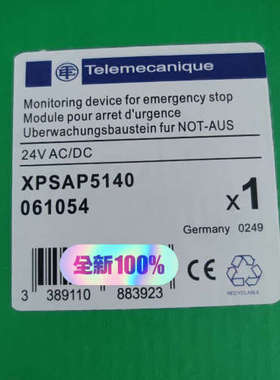 Telemecanique
Monitoring device for emergency stop
Module pour arret d'urgence
Uberwachungsbaustein fur NOT-AUS
24V AC/DC
XPSAP5140
061054
x1
Germany 0249
全新100%
CE
RECYCLABLE
3 389110 883923